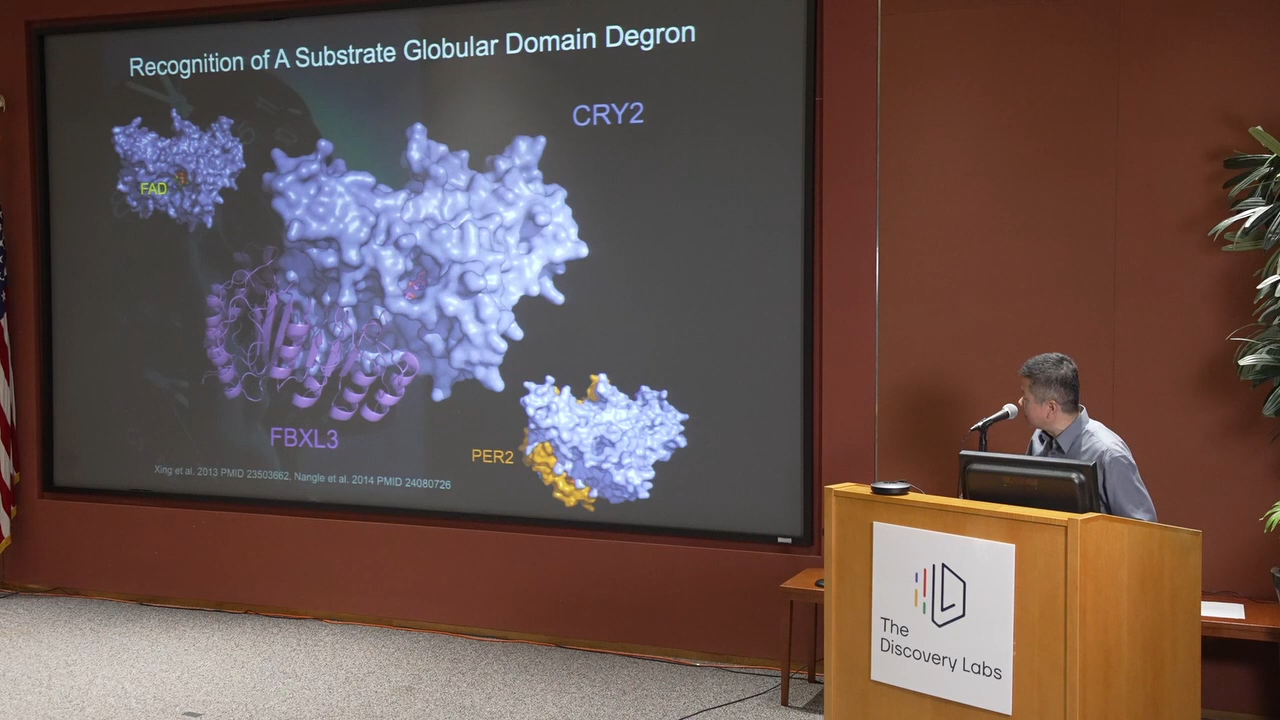 Recognition of A Substrate Globular Domain Degron
CRY2
FAD
FBXL3
PER2
Xing et al. 2013 PMID 23503662, Nangle et al. 2014 PMID 24080726
The
Discovery Labs